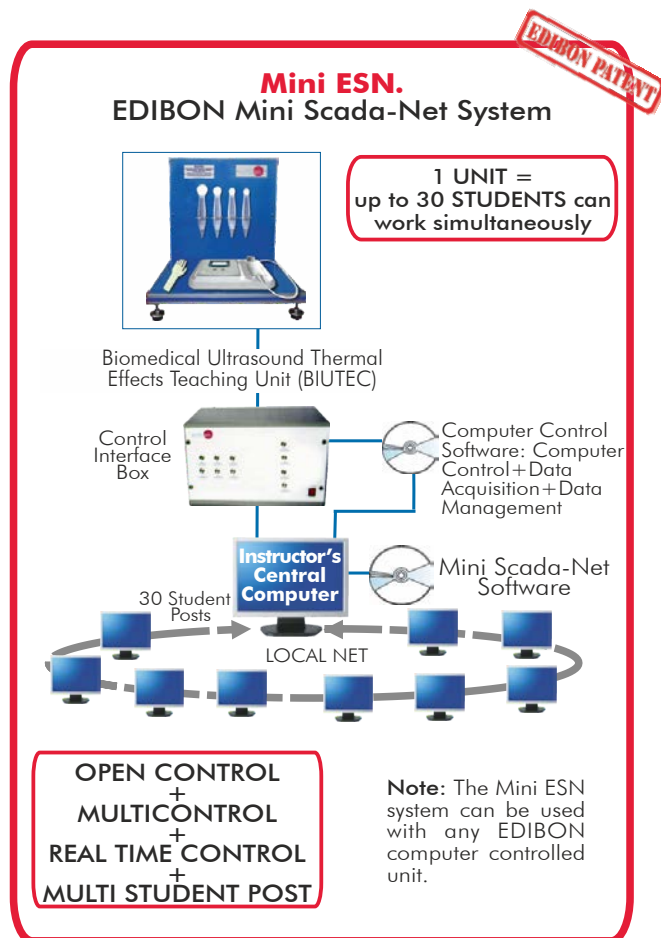 EDIBON PATENT
Mini ESN.
EDIBON Mini Scada-Net System
1 UNIT =
up to 30 STUDENTS can
work simultaneously
Biomedical Ultrasound Thermal
Effects Teaching Unit (BIUTEC)
Control
Interface
Box
Computer Control
Software: Computer
Control+Data
Acquisition+Data
Management
Instructor's
Central
Computer
Mini Scada-Net
Software
30 Student
Posts
LOCAL NET
OPEN CONTROL
+
MULTICONTROL
+
REAL TIME CONTROL
+
MULTI STUDENT POST
Note: The Mini ESN
system can be used
with any EDIBON
computer controlled
unit.